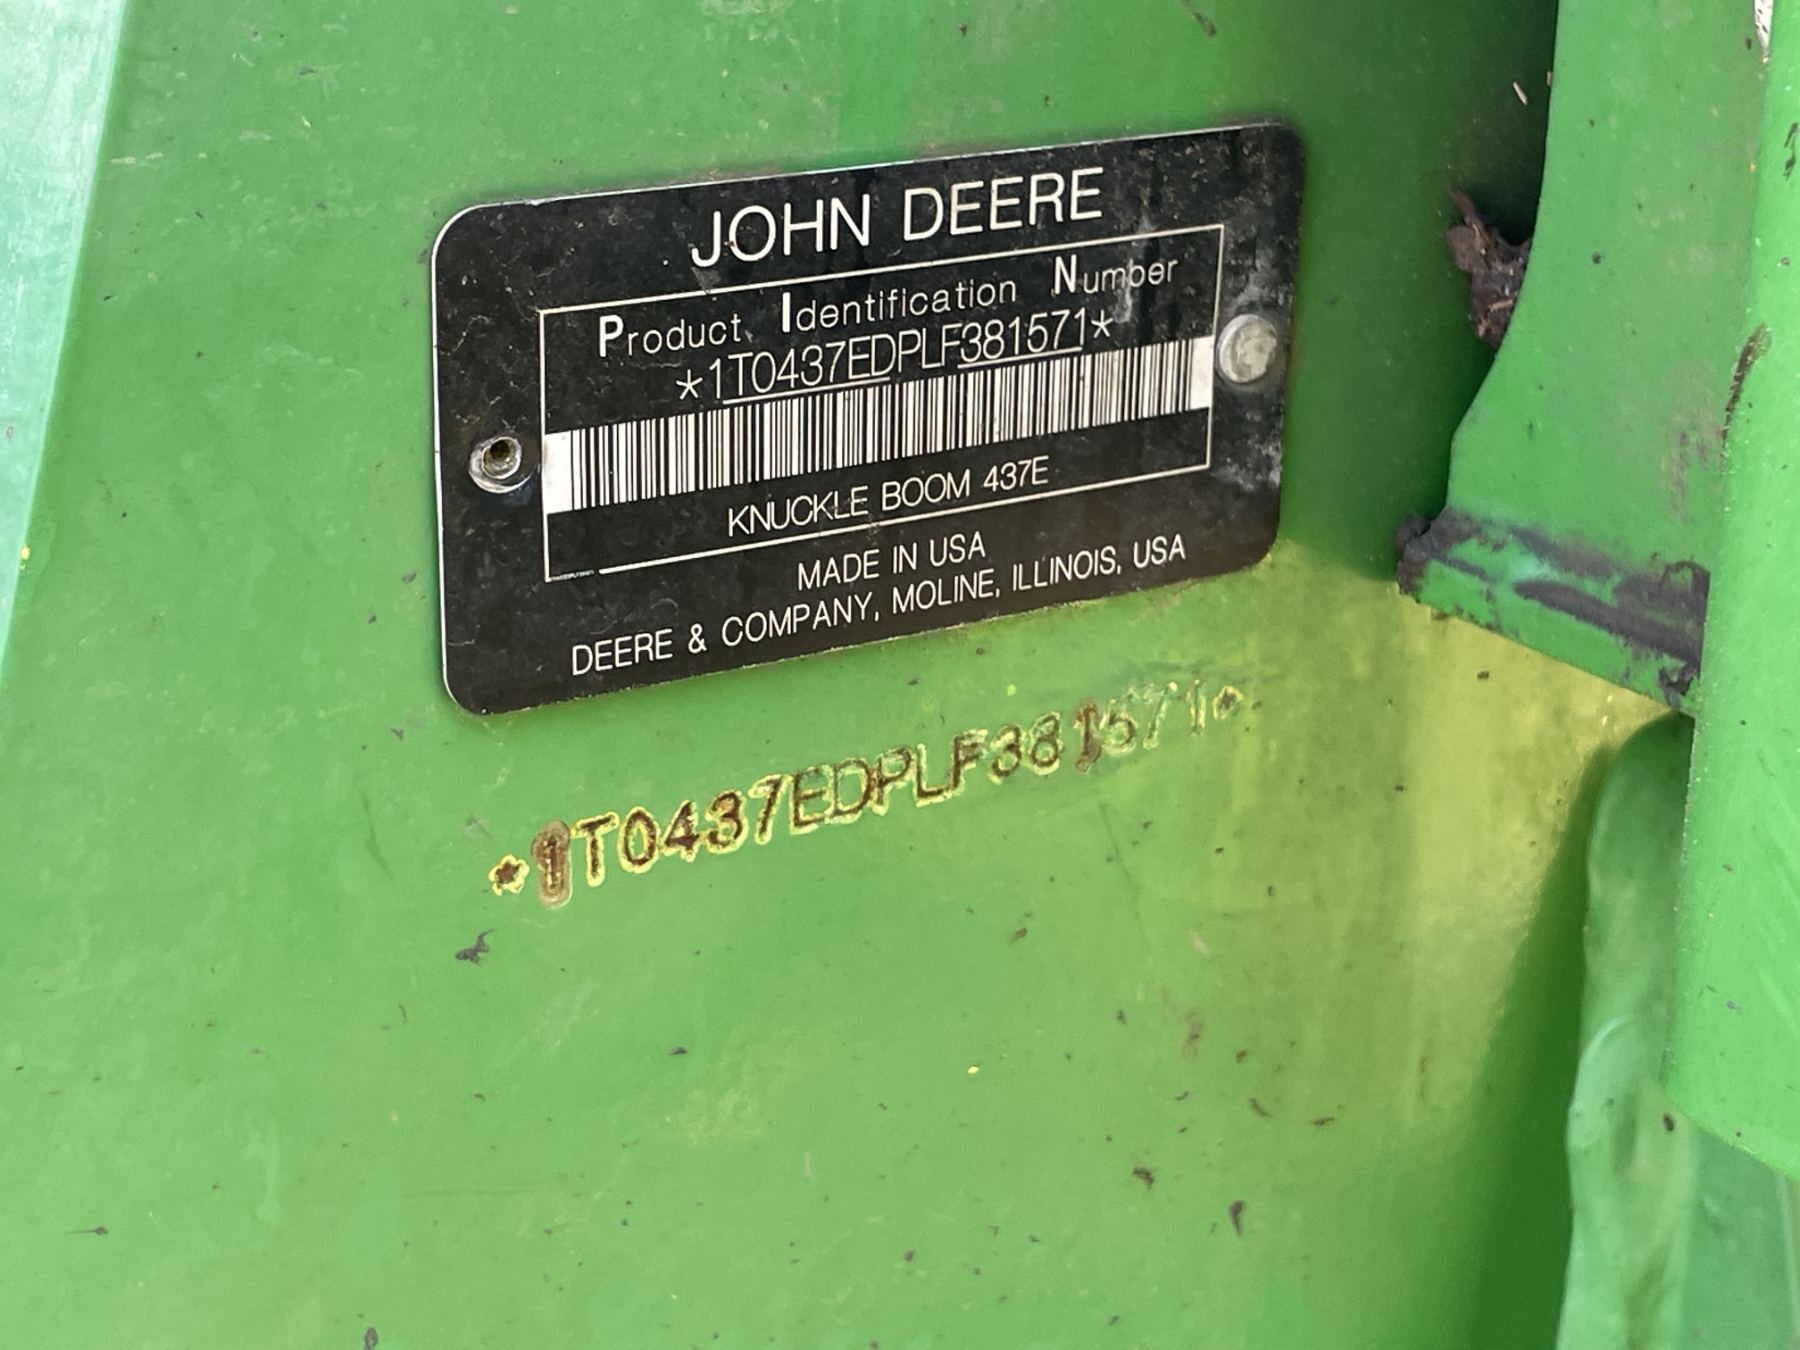 JOHN DEERE
Product Identification Number
*1T0437EDPLF381571*
KNUCKLE BOOM 437E
MADE IN USA
DEERE & COMPANY, MOLINE, ILLINOIS, USA
*1T0437EDPLF381571*